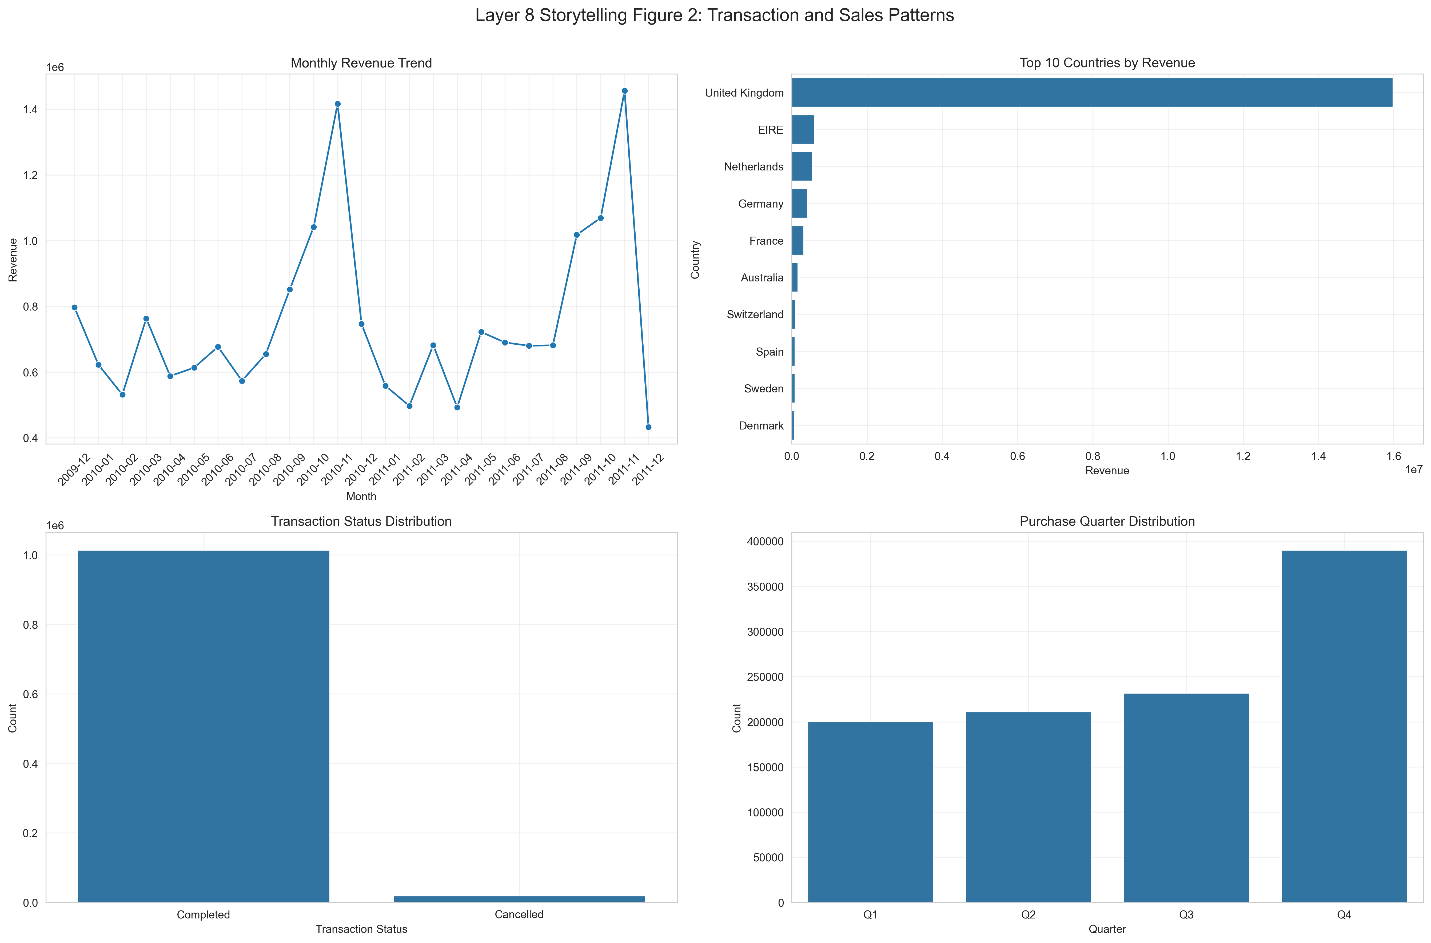 Layer 8 Storytelling Figure 2: Transaction and Sales Patterns
Monthly Revenue Trend
1e6
1.4
1.2
1.0
0.8
0.6
0.4
Revenue
2009-12
2010-01
2010-02
2010-03
2010-04
2010-05
2010-06
2010-07
2010-08
2010-09
2010-10
2010-11
2010-12
2011-01
2011-02
2011-03
2011-04
2011-05
2011-06
2011-07
2011-08
2011-09
2011-10
2011-11
2011-12
Month
Top 10 Countries by Revenue
Country
United Kingdom
EIRE
Netherlands
Germany
France
Australia
Switzerland
Spain
Sweden
Denmark
0.0 0.2 0.4 0.6 0.8 1.0 1.2 1.4 1.6
Revenue
1e7
Transaction Status Distribution
1e6
1.0
0.8
0.6
0.4
0.2
0.0
Count
Completed Cancelled
Transaction Status
Purchase Quarter Distribution
400000
350000
300000
250000
200000
150000
100000
50000
0
Count
Q1 Q2 Q3 Q4
Quarter